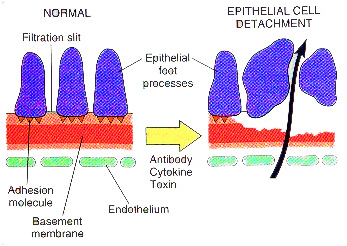 NORMAL
EPITHELIAL CELL
DETACHMENT
Filtration slit
Epithelial
foot
processes
Antibody
Cytokine
Toxin
Adhesion
molecule
Basement
membrane
Endothelium